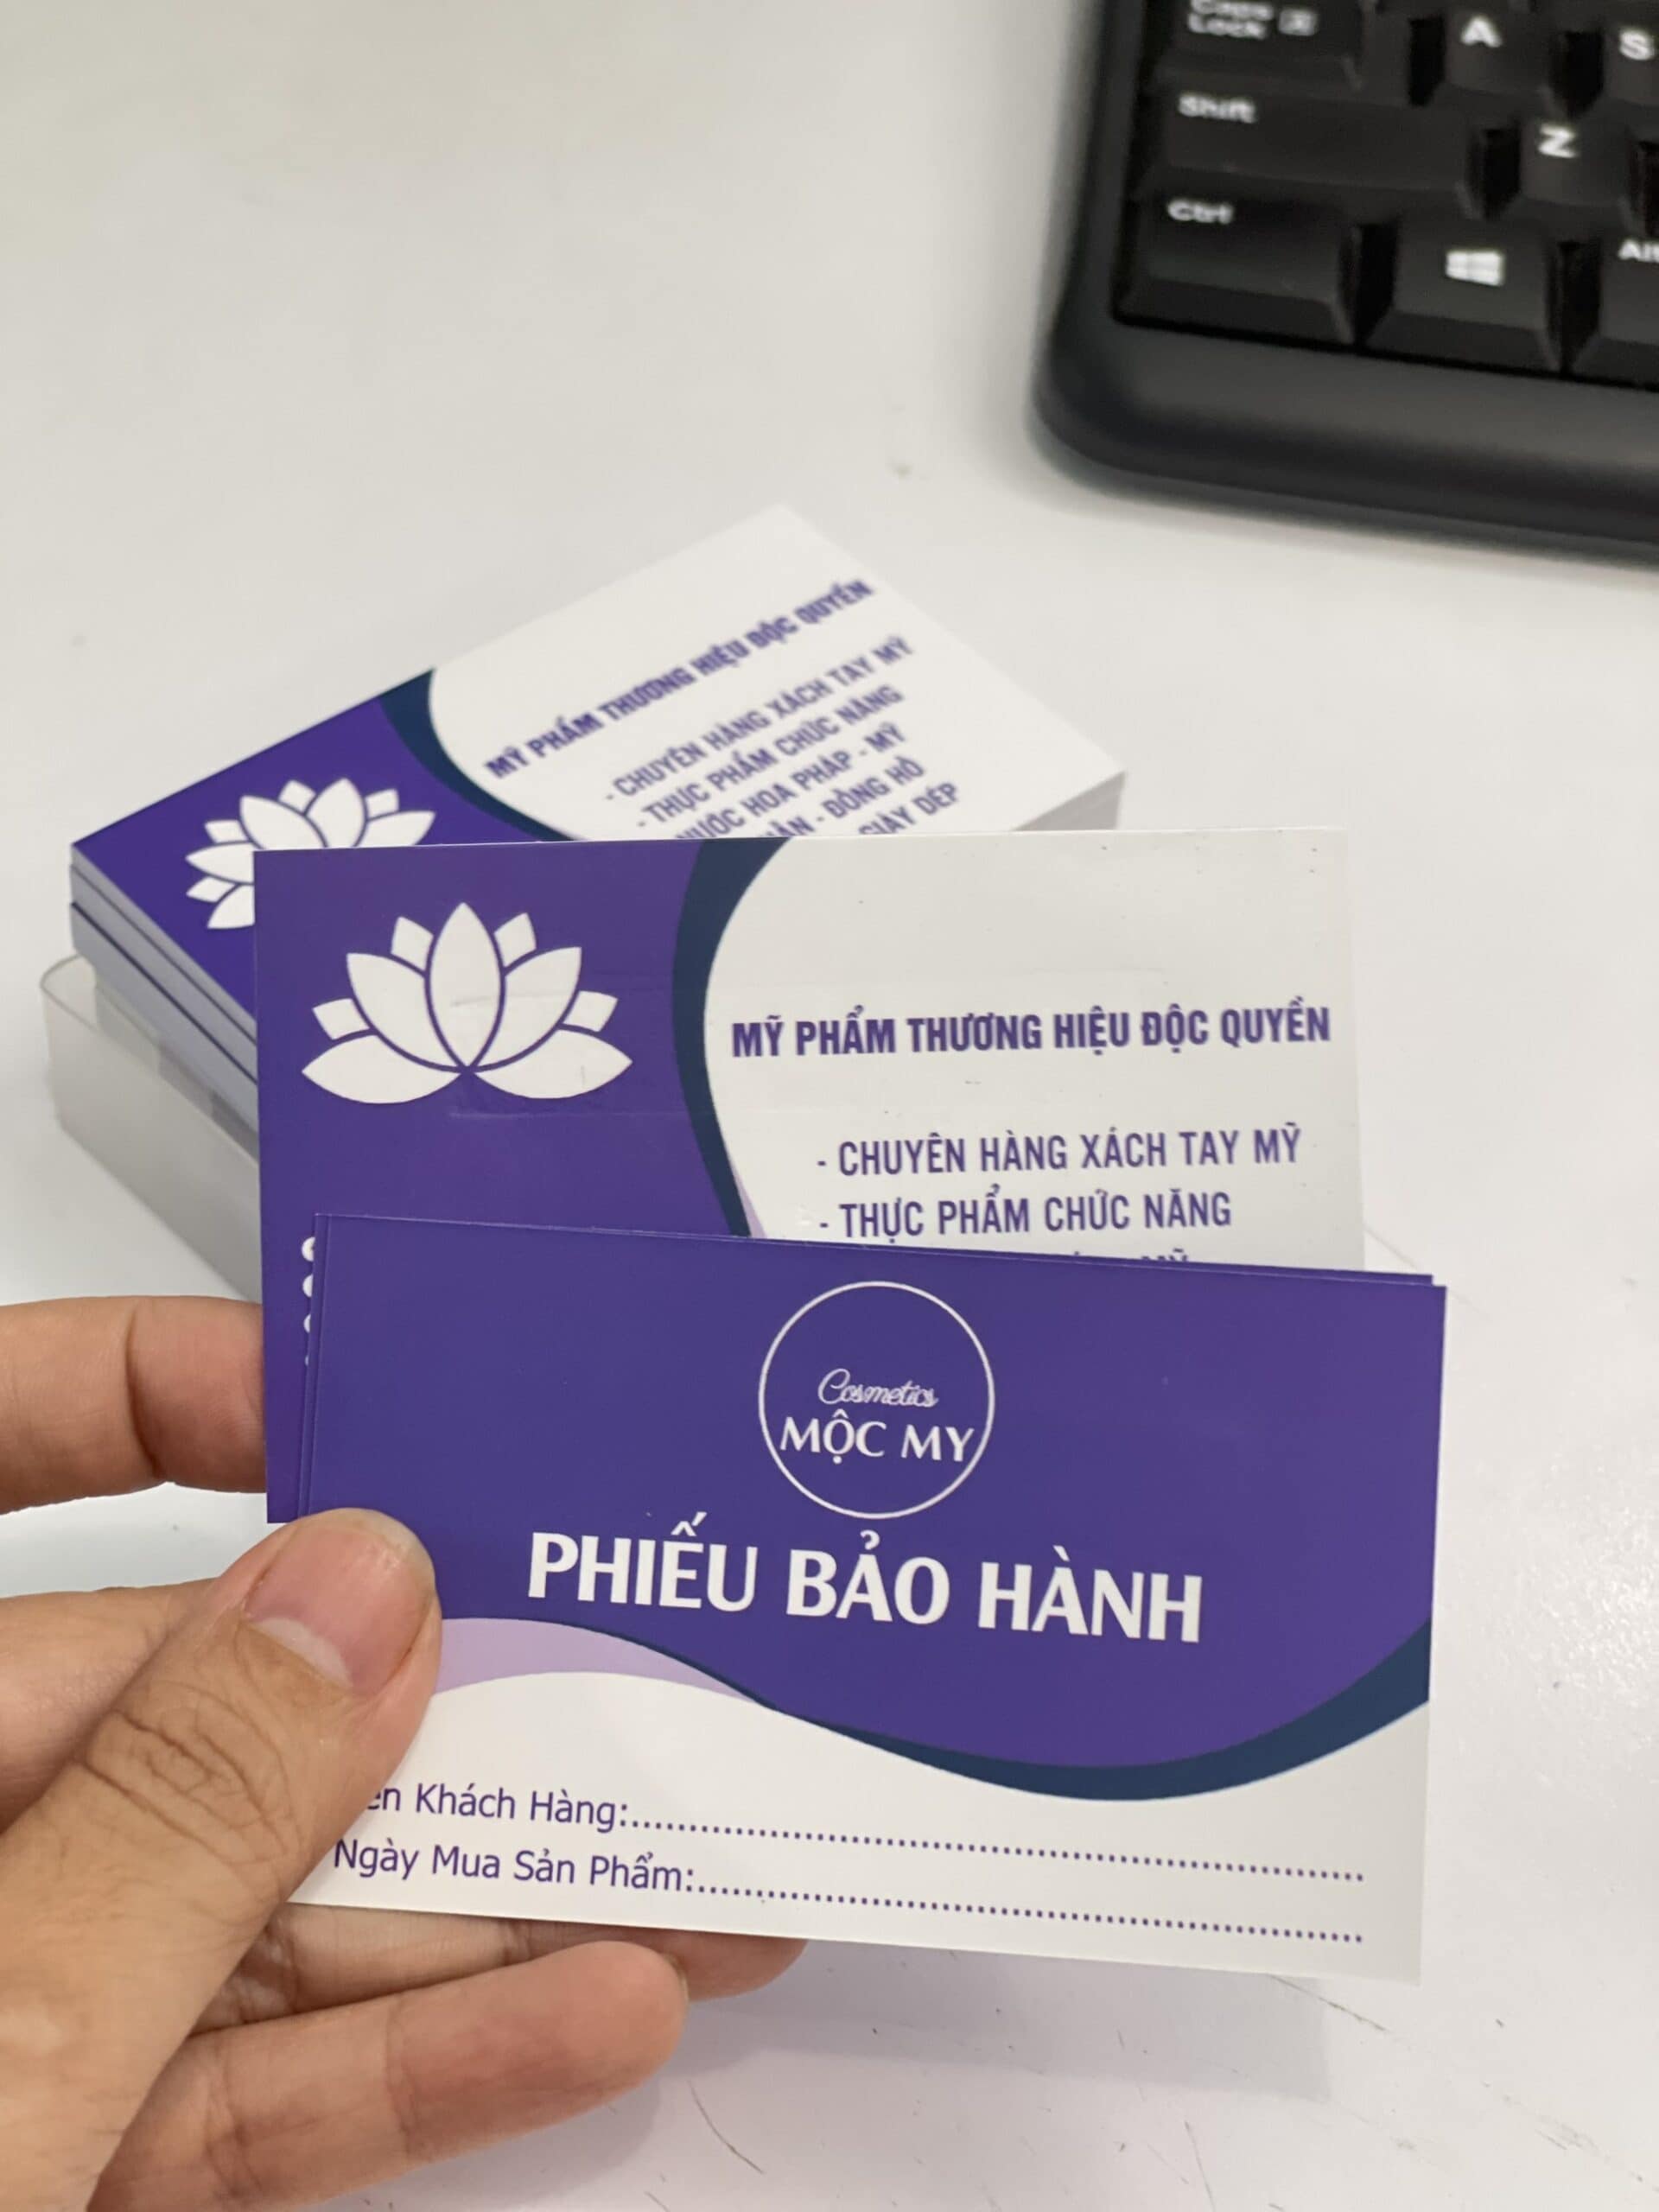 Caps
Lock
A
S
Shift
Z
Ctrl
Alt
MỸ PHẨM THƯƠNG HIỆU ĐỘC QUYỀN
- CHUYÊN HÀNG XÁCH TAY MỸ
- THỰC PHẨM CHỨC NĂNG
NƯỚC HOA PHÁP - MỸ
- ĐỒNG HỒ
GIÀY DÉP
MỸ PHẨM THƯƠNG HIỆU ĐỘC QUYỀN
- CHUYÊN HÀNG XÁCH TAY MỸ
- THỰC PHẨM CHỨC NĂNG
Cosmetics
MỘC MY
PHIẾU BẢO HÀNH
Khách Hàng:
Ngày Mua Sản Phẩm: